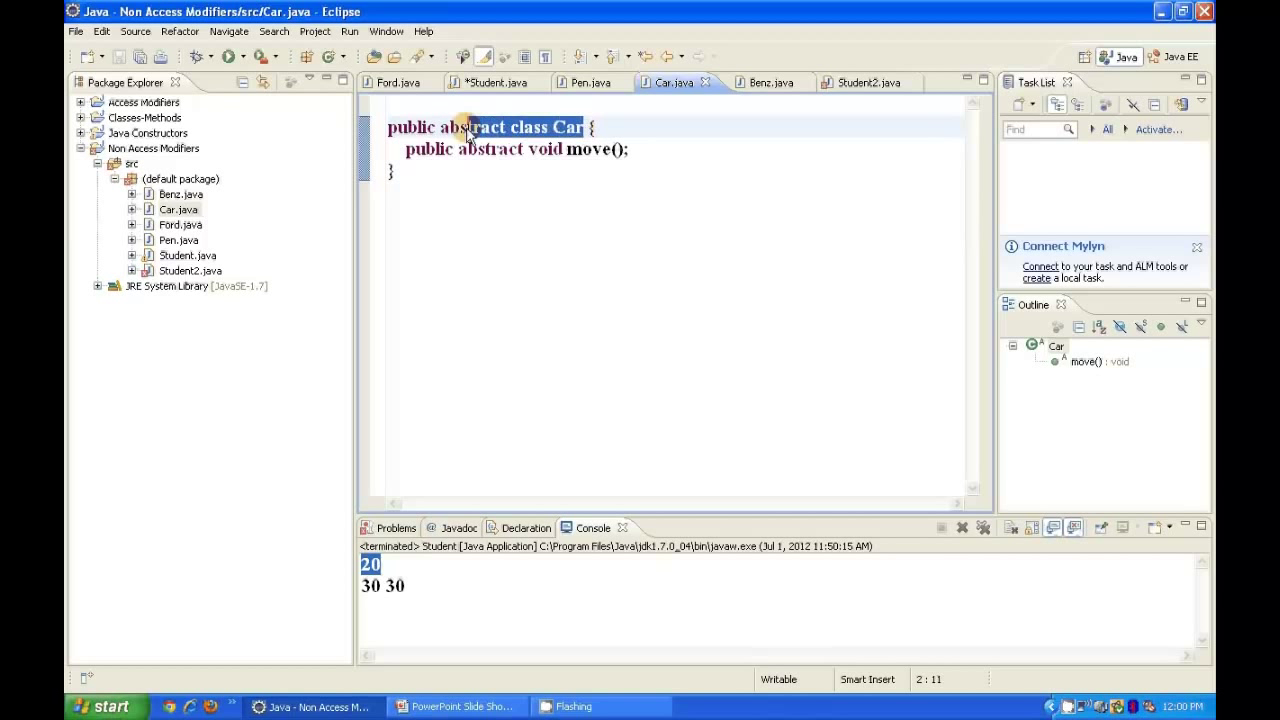 Java - Non Access Modifiers/src/Car.java - Eclipse
File Edit Source Refactor Navigate Search Project Run Window Help
Java Java EE
Package Explorer
Ford.java *Student.java Pen.java Car.java Benz.java Student2.java
Task List
Access Modifiers
Classes-Methods
Java Constructors
Non Access Modifiers
src
(default package)
Benz.java
Car.java
Ford.java
Pen.java
Student.java
Student2.java
JRE System Library [JavaSE-1.7]
public abstract class Car {
public abstract void move();
}
Find All Activate...
Connect Mylyn
Connect to your task and ALM tools or
create a local task.
Outline
Car
move() : void
Problems Javadoc Declaration Console
<terminated> Student [Java Application] C:\Program Files\Java\jdk1.7.0_04\bin\javaw.exe (Jul 1, 2012 11:50:15 AM)
20
30 30
Writable Smart Insert 2 : 11
start Java - Non Access M... PowerPoint Slide Sho... Flashing 12:00 PM